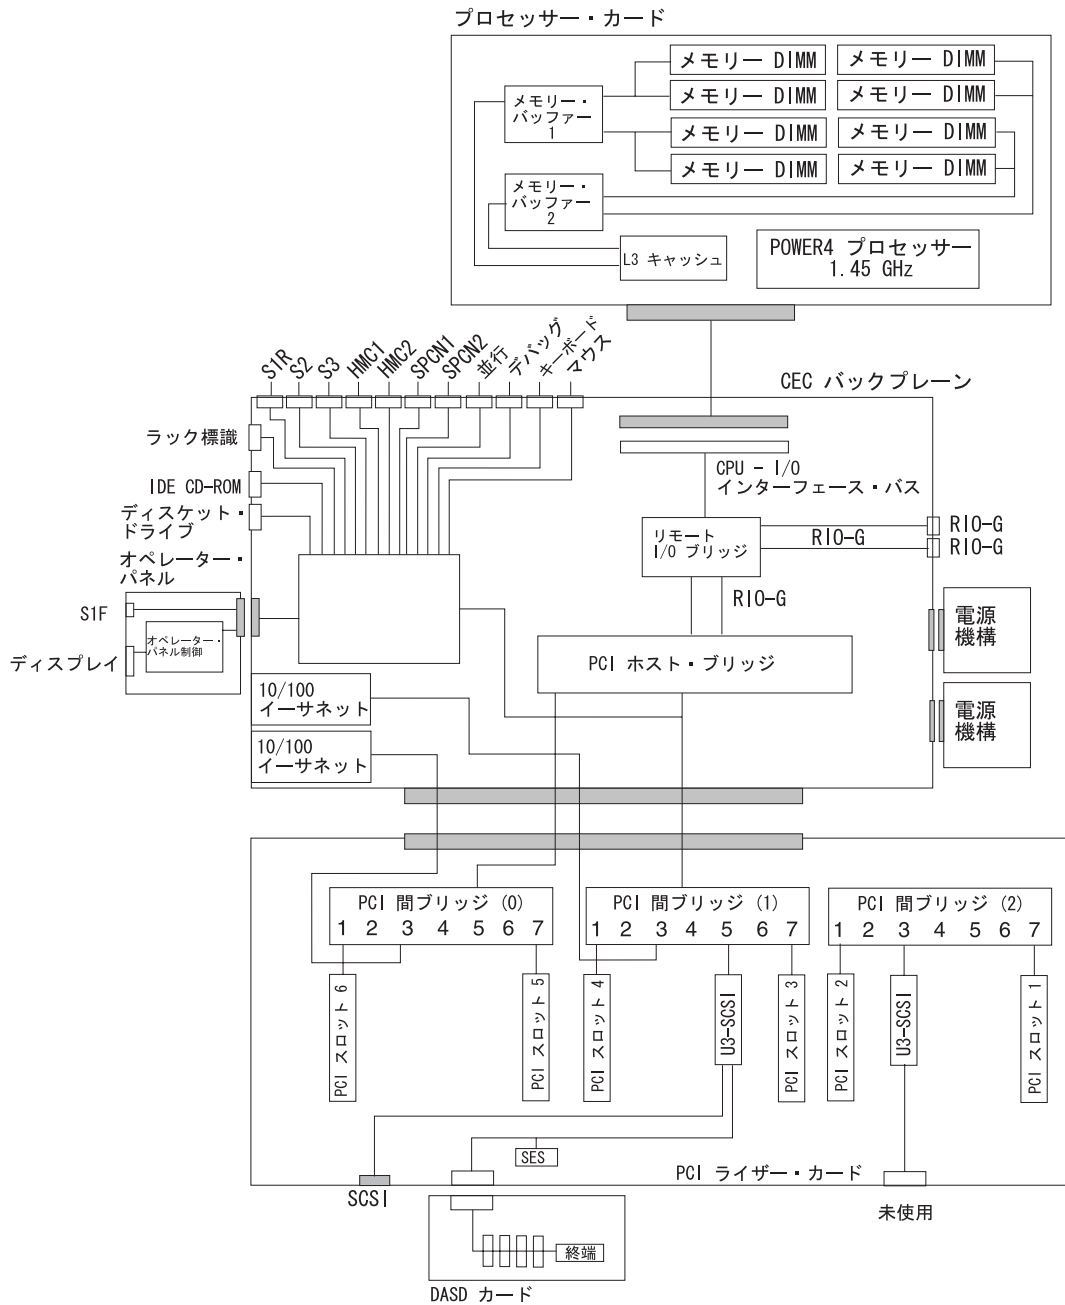 プロセッサー・カード
メモリー DIMM
メモリー DIMM
メモリー・
バッファー
1
メモリー DIMM
メモリー DIMM
メモリー DIMM
メモリー DIMM
メモリー DIMM
メモリー DIMM
メモリー・
バッファー
2
L3 キャッシュ
POWER4 プロセッサー
1.45 GHz
S1R
S2
S3
HMC1
HMC2
SPCN1
SPCN2
並行
デバッグ
キーボード
マウス
CEC バックプレーン
ラック標識
IDE CD-ROM
ディスケット・
ドライブ
オペレーター・
パネル
S1F
オペレーター・
パネル制御
ディスプレイ
CPU - I/O
インターフェース・バス
リモート
I/O ブリッジ
RIO-G
RIO-G
RIO-G
RIO-G
電源
機構
PCI ホスト・ブリッジ
10/100
イーサネット
10/100
イーサネット
電源
機構
PCI 間ブリッジ (0)
1 2 3 4 5 6 7
PCI 間ブリッジ (1)
1 2 3 4 5 6 7
PCI 間ブリッジ (2)
1 2 3 4 5 6 7
PCI スロット 6
PCI スロット 5
PCI スロット 4
U3-SCSI
PCI スロット 3
PCI スロット 2
U3-SCSI
PCI スロット 1
SES
PCI ライザー・カード
SCSI
未使用
終端
DASD カード